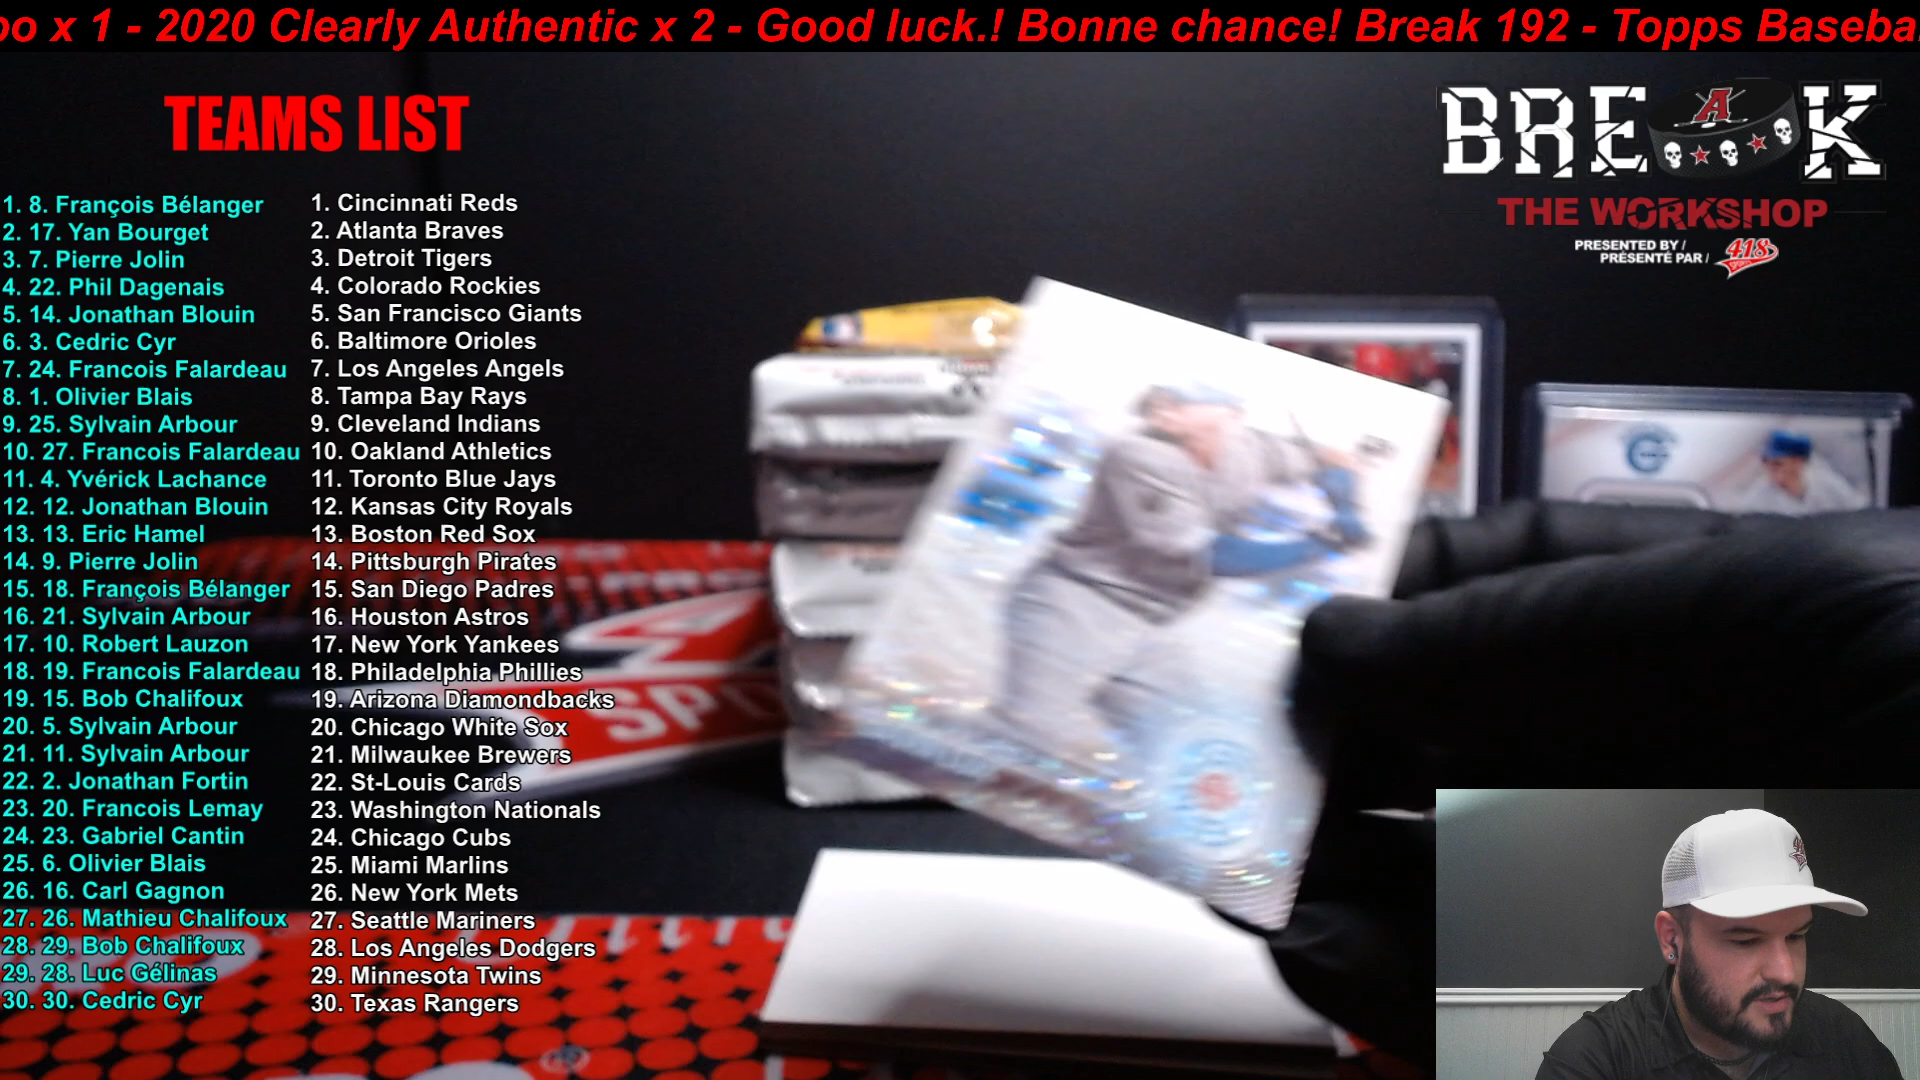 oo x 1 - 2020 Clearly Authentic x 2 - Good luck.! Bonne chance! Break 192 - Topps Baseba
TEAMS LIST
BREAK
THE WORKSHOP
PRESENTED BY /
PRÉSENTÉ PAR /
418
SPORTS
1. 8. François Bélanger
2. 17. Yan Bourget
3. 7. Pierre Jolin
4. 22. Phil Dagenais
5. 14. Jonathan Blouin
6. 3. Cedric Cyr
7. 24. Francois Falardeau
8. 1. Olivier Blais
9. 25. Sylvain Arbour
10. 27. Francois Falardeau
11. 4. Yvérick Lachance
12. 12. Jonathan Blouin
13. 13. Eric Hamel
14. 9. Pierre Jolin
15. 18. François Bélanger
16. 21. Sylvain Arbour
17. 10. Robert Lauzon
18. 19. Francois Falardeau
19. 15. Bob Chalifoux
20. 5. Sylvain Arbour
21. 11. Sylvain Arbour
22. 2. Jonathan Fortin
23. 20. Francois Lemay
24. 23. Gabriel Cantin
25. 6. Olivier Blais
26. 16. Carl Gagnon
27. 26. Mathieu Chalifoux
28. 29. Bob Chalifoux
29. 28. Luc Gélinas
30. 30. Cedric Cyr
1. Cincinnati Reds
2. Atlanta Braves
3. Detroit Tigers
4. Colorado Rockies
5. San Francisco Giants
6. Baltimore Orioles
7. Los Angeles Angels
8. Tampa Bay Rays
9. Cleveland Indians
10. Oakland Athletics
11. Toronto Blue Jays
12. Kansas City Royals
13. Boston Red Sox
14. Pittsburgh Pirates
15. San Diego Padres
16. Houston Astros
17. New York Yankees
18. Philadelphia Phillies
19. Arizona Diamondbacks
20. Chicago White Sox
21. Milwaukee Brewers
22. St-Louis Cards
23. Washington Nationals
24. Chicago Cubs
25. Miami Marlins
26. New York Mets
27. Seattle Mariners
28. Los Angeles Dodgers
29. Minnesota Twins
30. Texas Rangers